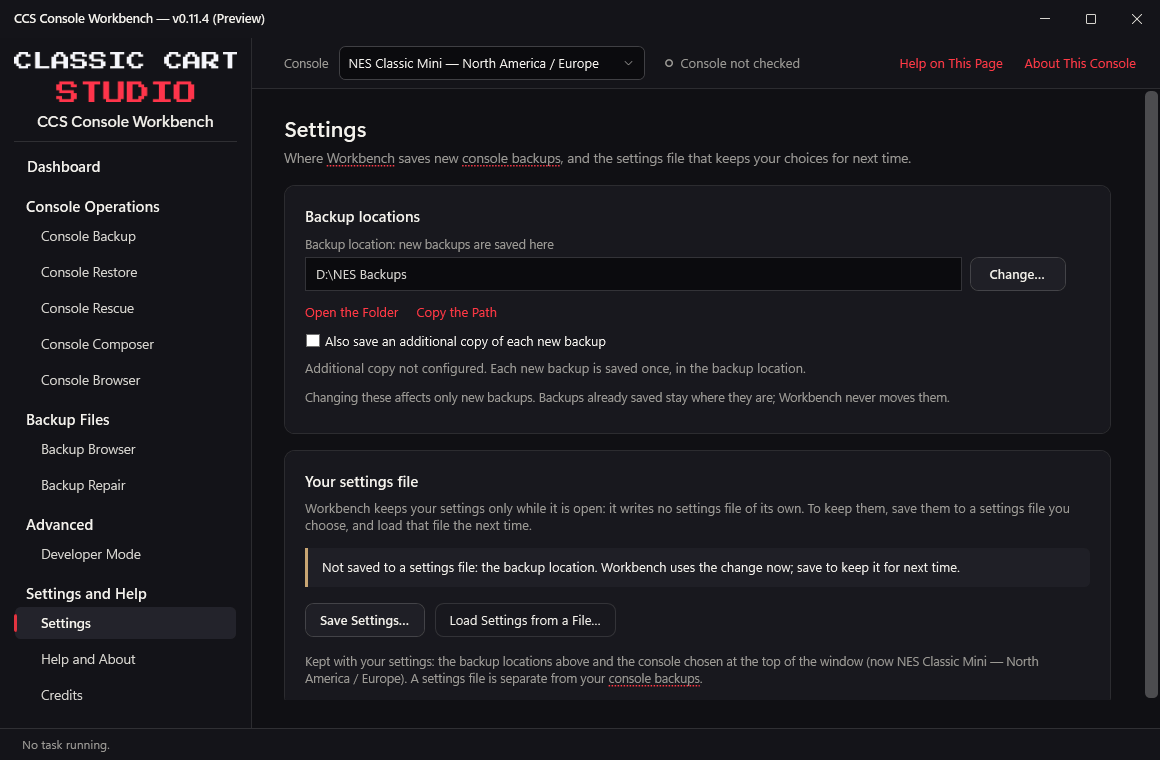 CCS Console Workbench — v0.11.4 (Preview)
CLASSIC CART
STUDIO
CCS Console Workbench
Dashboard
Console Operations
Console Backup
Console Restore
Console Rescue
Console Composer
Console Browser
Backup Files
Backup Browser
Backup Repair
Advanced
Developer Mode
Settings and Help
Settings
Help and About
Credits
Console
NES Classic Mini — North America / Europe
Console not checked
Help on This Page
About This Console
Settings
Where Workbench saves new console backups, and the settings file that keeps your choices for next time.
Backup locations
Backup location: new backups are saved here
D:\NES Backups
Change...
Open the Folder
Copy the Path
Also save an additional copy of each new backup
Additional copy not configured. Each new backup is saved once, in the backup location.
Changing these affects only new backups. Backups already saved stay where they are; Workbench never moves them.
Your settings file
Workbench keeps your settings only while it is open: it writes no settings file of its own. To keep them, save them to a settings file you
choose, and load that file the next time.
Not saved to a settings file: the backup location. Workbench uses the change now; save to keep it for next time.
Save Settings...
Load Settings from a File...
Kept with your settings: the backup locations above and the console chosen at the top of the window (now NES Classic Mini — North
America / Europe). A settings file is separate from your console backups.
No task running.